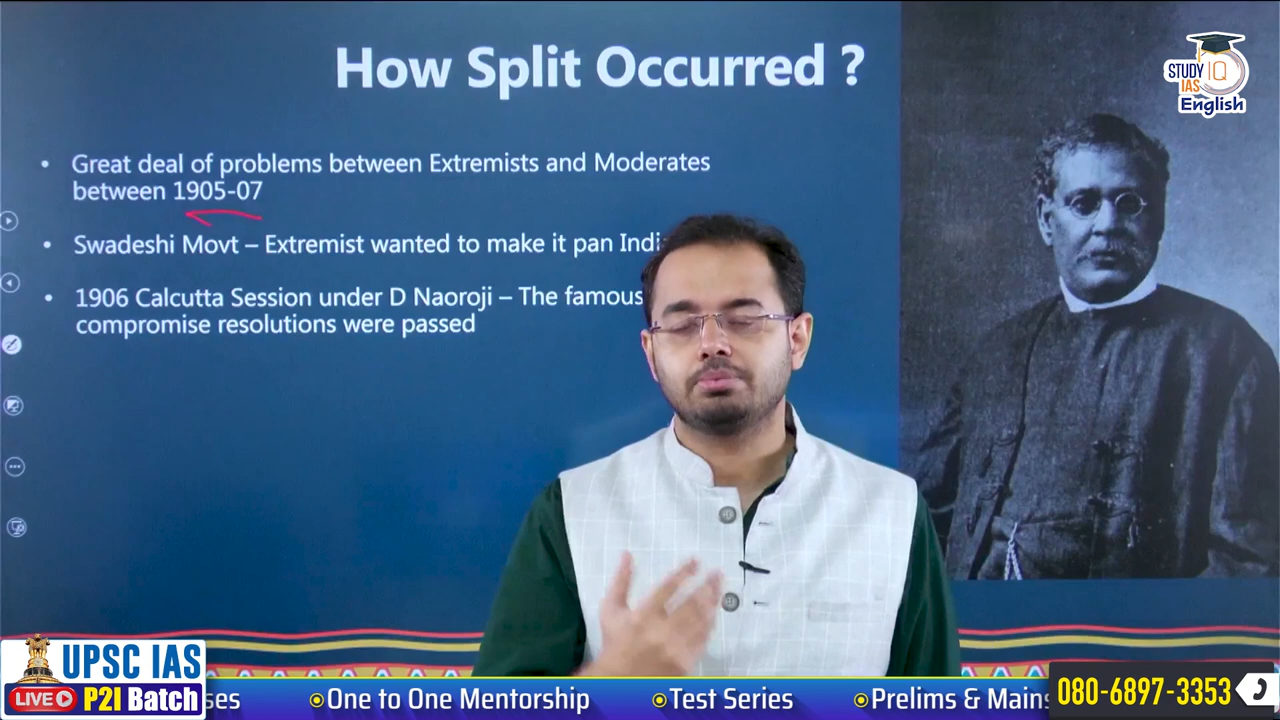 How Split Occurred ?
STUDY IQ
IAS
English
• Great deal of problems between Extremists and Moderates
between 1905-07
• Swadeshi Movt – Extremist wanted to make it pan Indi
• 1906 Calcutta Session under D Naoroji – The famous
compromise resolutions were passed
UPSC IAS
LIVE P2I Batch
ses One to One Mentorship Test Series Prelims & Mains
080-6897-3353